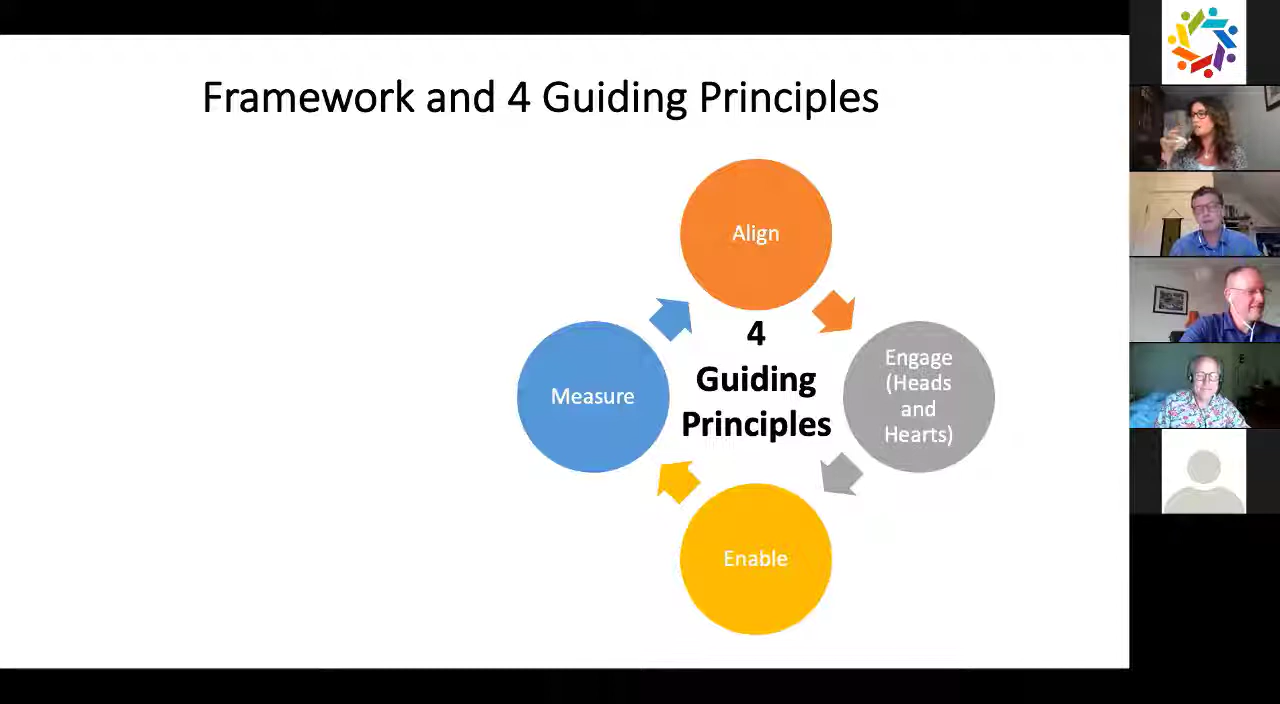 Framework and 4 Guiding Principles
Align
4
Guiding
Principles
Engage
(Heads
and
Hearts)
Measure
Enable